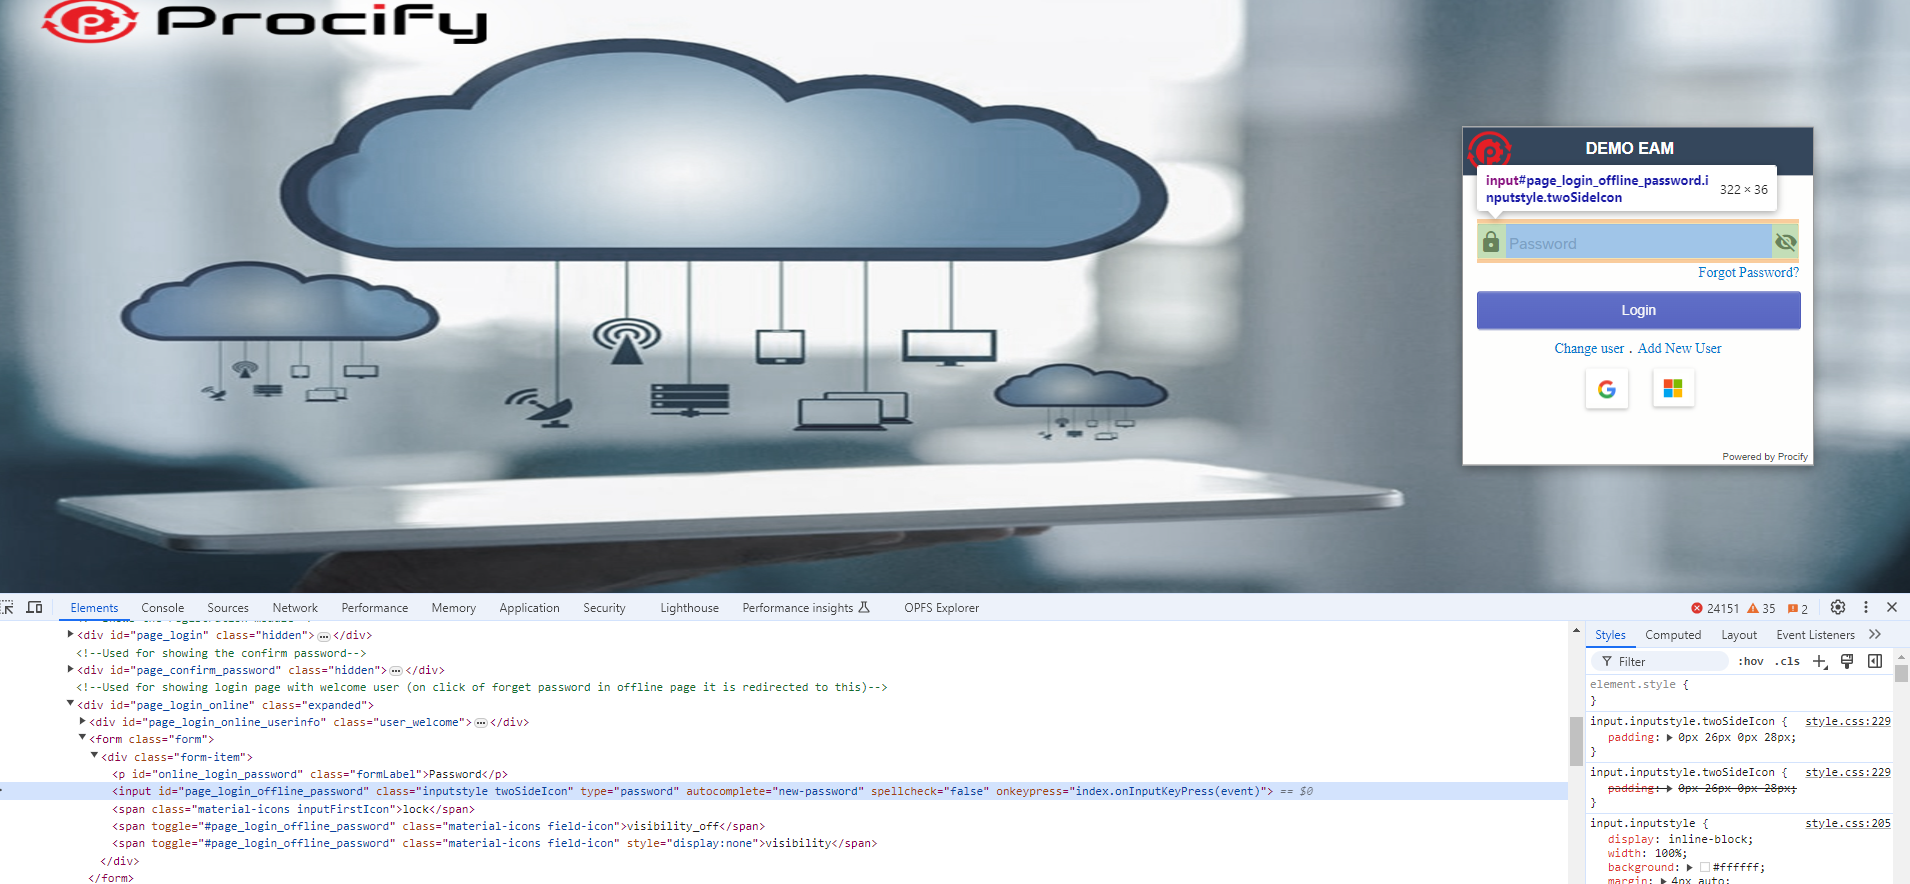 Procify
DEMO EAM
input#page_login_offline_password.i
nputstyle.twoSideIcon
322 × 36
Password
Forgot Password?
Login
Change user . Add New User
Powered by Procify
Elements Console Sources Network Performance Memory Application Security Lighthouse Performance insights OPFS Explorer
24151 35 2
<div id="page_login" class="hidden"> … </div>
<!--Used for showing the confirm password-->
<div id="page_confirm_password" class="hidden"> … </div>
<!--Used for showing login page with welcome user (on click of forget password in offline page it is redirected to this)-->
<div id="page_login_online" class="expanded">
<div id="page_login_online_userinfo" class="user_welcome"> … </div>
<form class="form">
<div class="form-item">
<p id="online_login_password" class="formLabel">Password</p>
<input id="page_login_offline_password" class="inputstyle twoSideIcon" type="password" autocomplete="new-password" spellcheck="false" onkeypress="index.onInputKeyPress(event)"> == $0
<span class="material-icons inputFirstIcon">lock</span>
<span toggle="#page_login_offline_password" class="material-icons field-icon">visibility_off</span>
<span toggle="#page_login_offline_password" class="material-icons field-icon" style="display:none">visibility</span>
</div>
</form>
Styles Computed Layout Event Listeners
Filter :hov .cls
element.style {
}
input.inputstyle.twoSideIcon { style.css:229
padding: 0px 26px 0px 28px;
}
input.inputstyle.twoSideIcon { style.css:229
padding: 0px 26px 0px 28px;
}
input.inputstyle { style.css:205
display: inline-block;
width: 100%;
background: #ffffff;
margin: 4px auto;